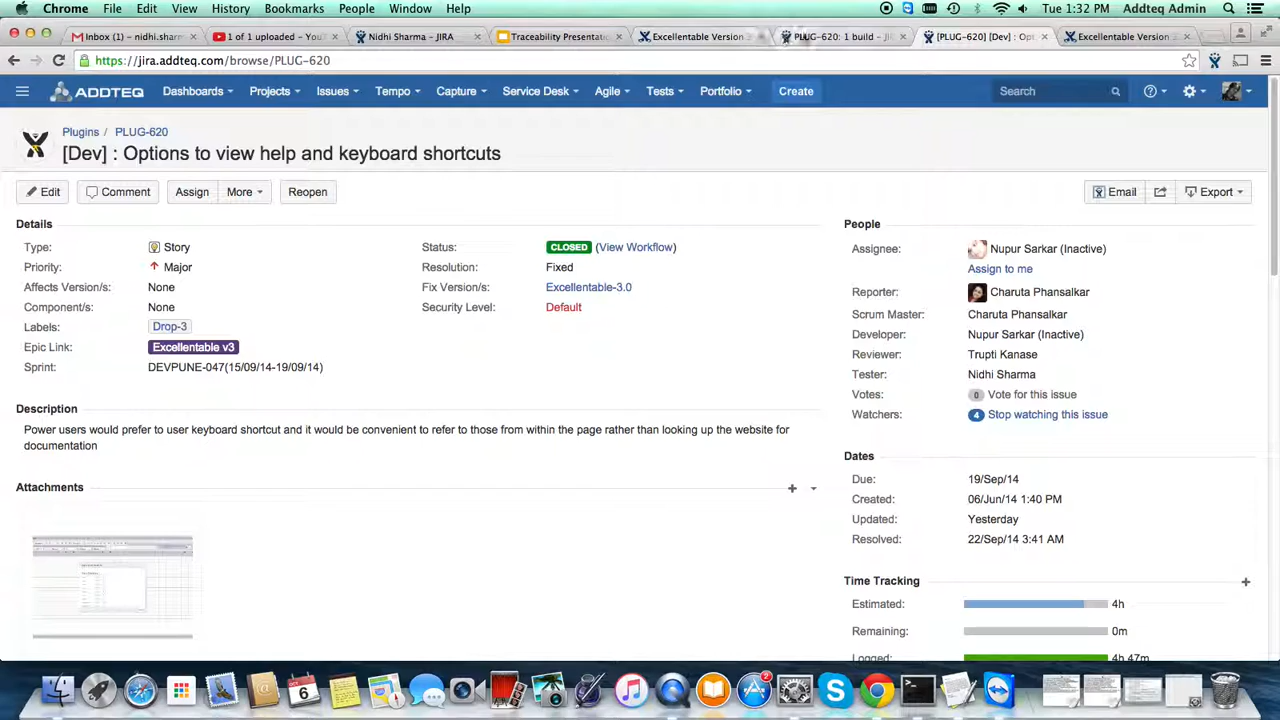 Chrome File Edit View History Bookmarks People Window Help Tue 1:32 PM Addteq Admin
Inbox (1) – nidhi.sharm 1 of 1 uploaded - You Nidhi Sharma - JIRA Traceability Presentati Excellentable Version 2. PLUG-620: 1 build - JI [PLUG-620] [Dev] : Opt Excellentable Version 2.
https://jira.addteq.com/browse/PLUG-620
ADDTEQ Dashboards Projects Issues Tempo Capture Service Desk Agile Tests Portfolio Create Search
Plugins / PLUG-620
[Dev] : Options to view help and keyboard shortcuts
Edit Comment Assign More Reopen Email Export
Details
Type: Story
Priority: Major
Affects Version/s: None
Component/s: None
Labels: Drop-3
Epic Link: Excellentable v3
Sprint: DEVPUNE-047(15/09/14-19/09/14)
Status: CLOSED (View Workflow)
Resolution: Fixed
Fix Version/s: Excellentable-3.0
Security Level: Default
Description
Power users would prefer to user keyboard shortcut and it would be convenient to refer to those from within the page rather than looking up the website for
documentation
Attachments
People
Assignee: Nupur Sarkar (Inactive)
Assign to me
Reporter: Charuta Phansalkar
Scrum Master: Charuta Phansalkar
Developer: Nupur Sarkar (Inactive)
Reviewer: Trupti Kanase
Tester: Nidhi Sharma
Votes: 0 Vote for this issue
Watchers: 4 Stop watching this issue
Dates
Due: 19/Sep/14
Created: 06/Jun/14 1:40 PM
Updated: Yesterday
Resolved: 22/Sep/14 3:41 AM
Time Tracking
Estimated: 4h
Remaining: 0m
Logged: 4h 47m
OCT
6
2